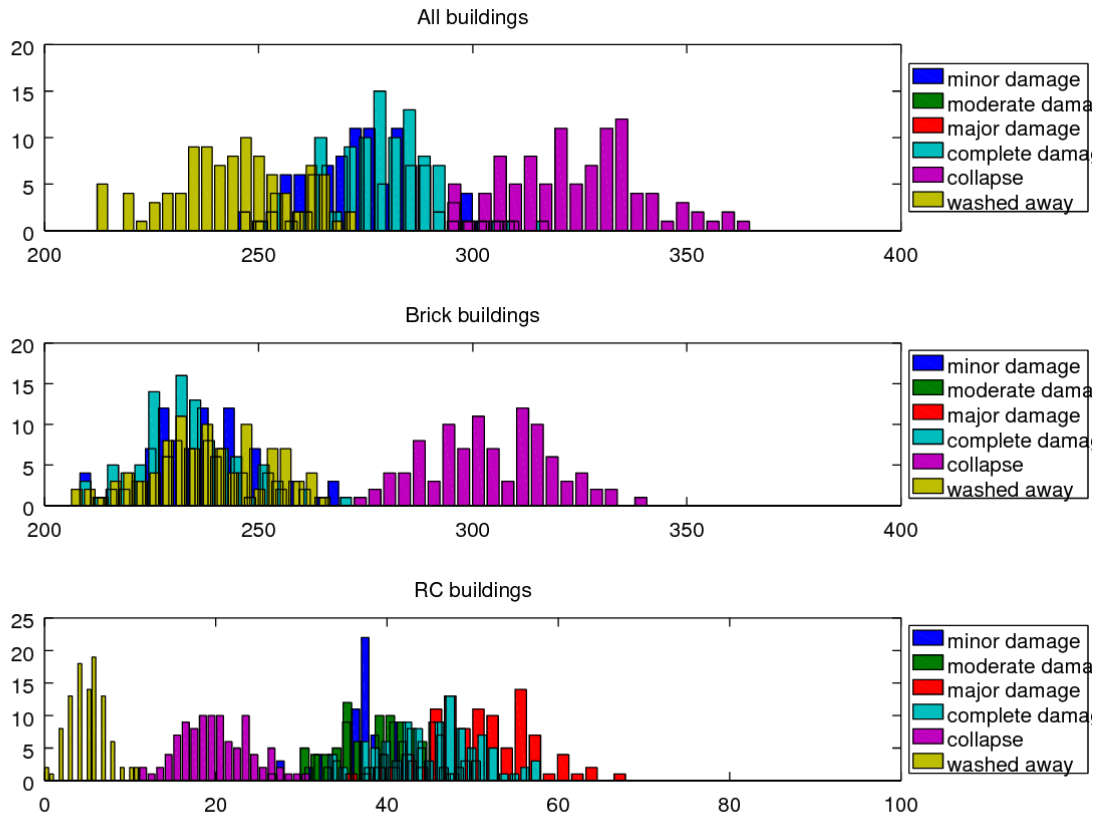 All buildings
20
15
10
5
0
200
250
300
350
400
minor damage
moderate dama
major damage
complete damag
collapse
washed away
Brick buildings
20
15
10
5
0
200
250
300
350
400
minor damage
moderate dama
major damage
complete damag
collapse
washed away
RC buildings
25
20
15
10
5
0
0
20
40
60
80
100
minor damage
moderate dama
major damage
complete damag
collapse
washed away